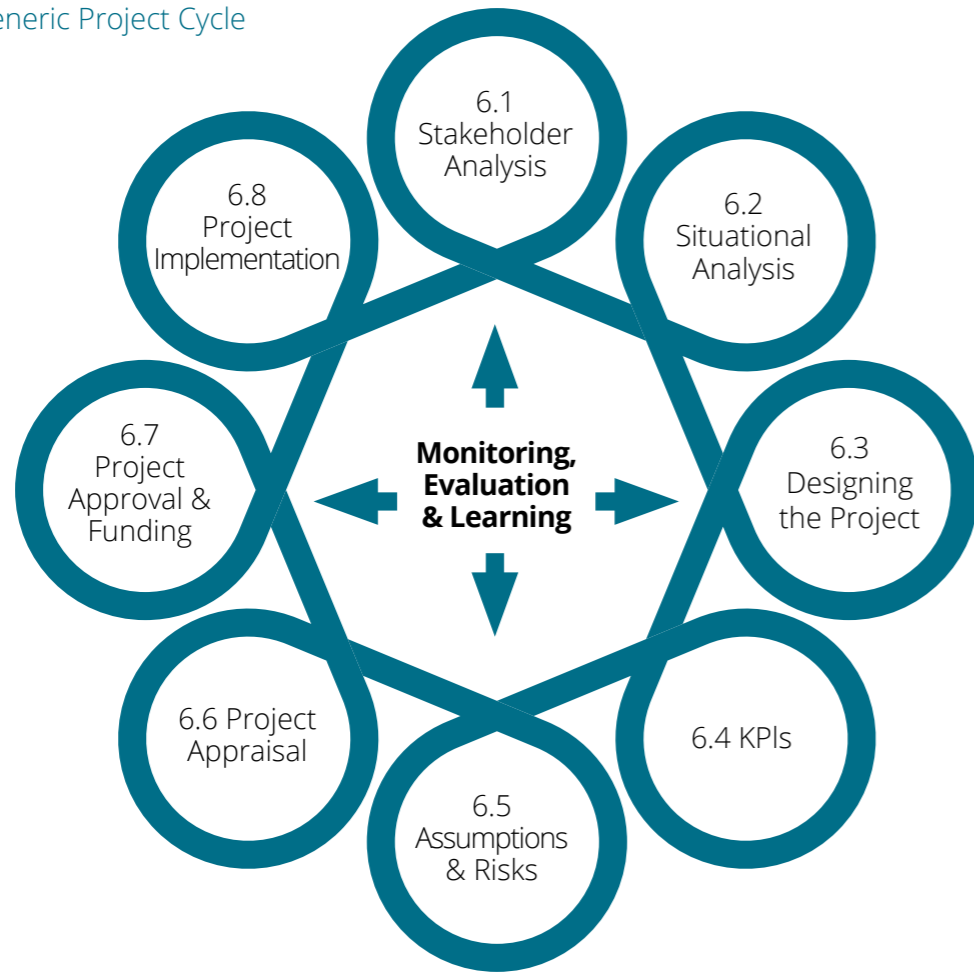 eneric Project Cycle
6.1
Stakeholder
Analysis
6.2
Situational
Analysis
6.3
Designing
the Project
6.4 KPIs
6.5
Assumptions
& Risks
6.6 Project
Appraisal
6.7
Project
Approval &
Funding
6.8
Project
Implementation
Monitoring,
Evaluation
& Learning